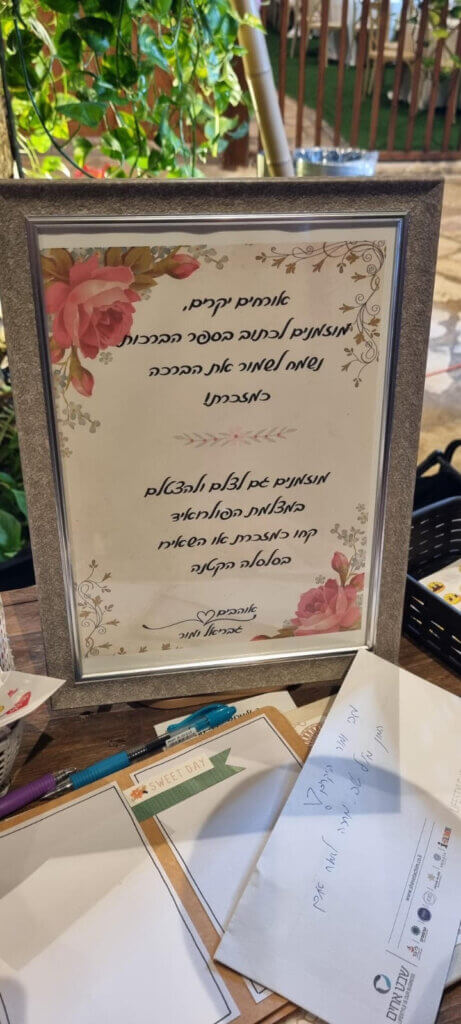 אורחים יקרים,
מוזמנים לכתוב בספר הברכות
נשמח לשמור את הברכה
כמזכרת!
מוזמנים גם לצלם ולהצטלם
במצלמת הפולרואיד
קחו כמזכרת או השאירו
בסלסלה הקטנה
אוהבים
גבריאל ומור
SWEET DAY